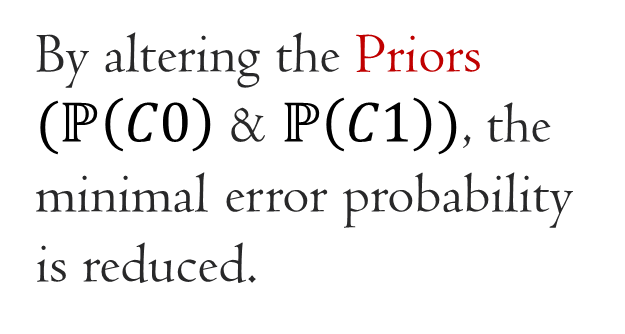 By altering the Priors
(ℙ(𝐶0) & ℙ(𝐶1)), the
minimal error probability
is reduced.